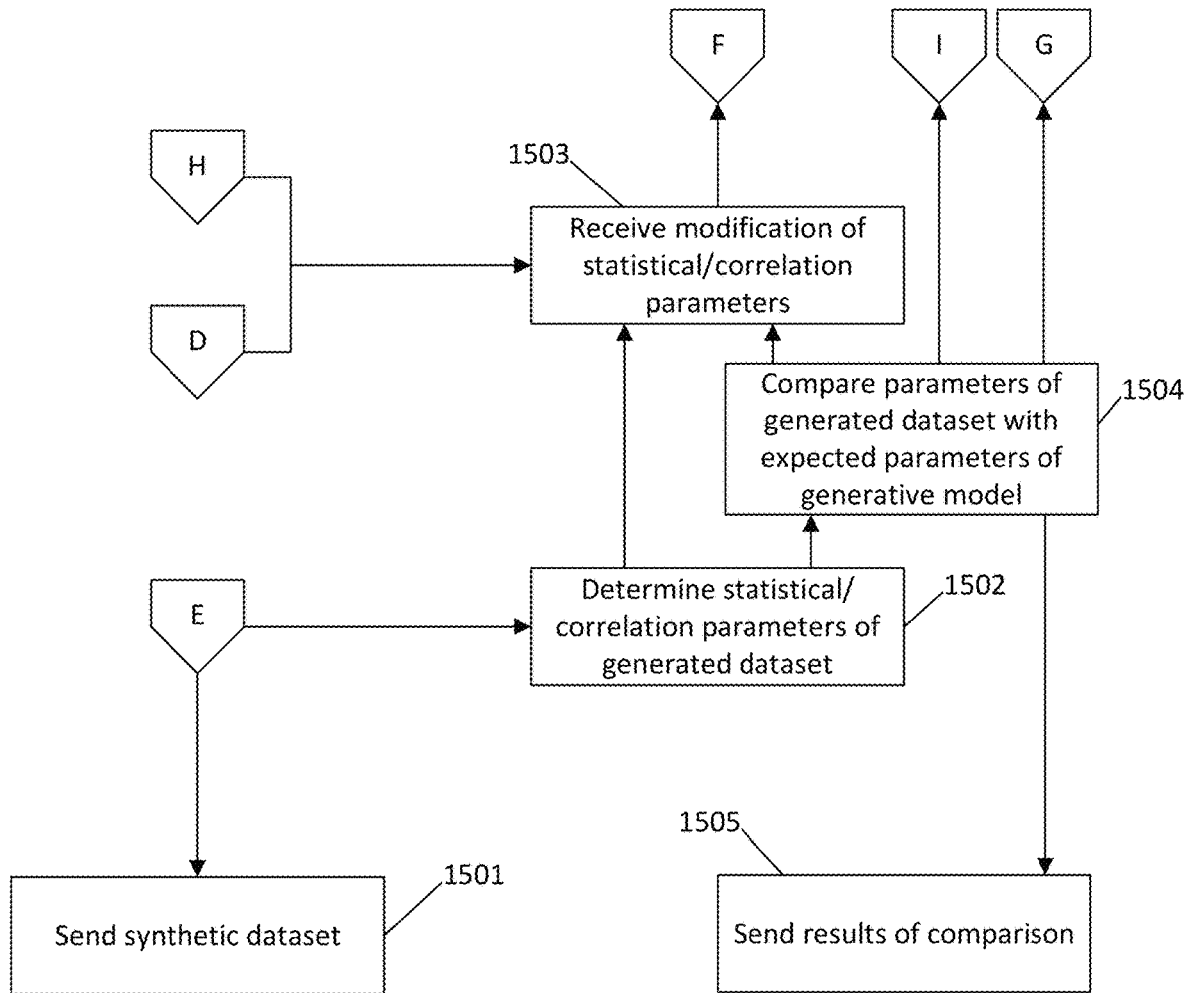 F
I
G
H
1503
Receive modification of
statistical/correlation
parameters
D
Compare parameters of
generated dataset with
expected parameters of
generative model
1504
E
Determine statistical/
correlation parameters of
generated dataset
1502
1501
Send synthetic dataset
1505
Send results of comparison